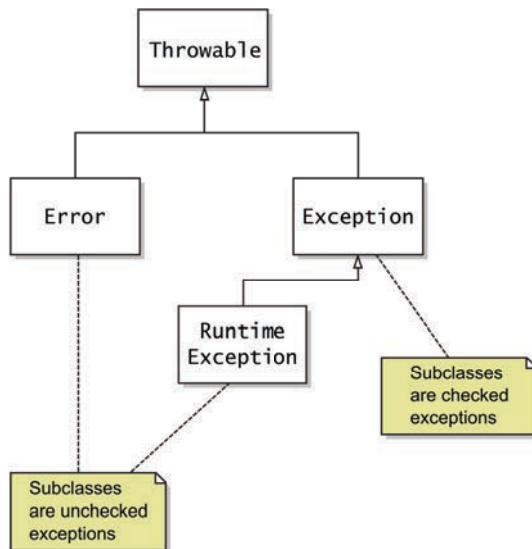 Throwable
Error
Exception
Runtime
Exception
Subclasses
are checked
exceptions
Subclasses
are unchecked
exceptions